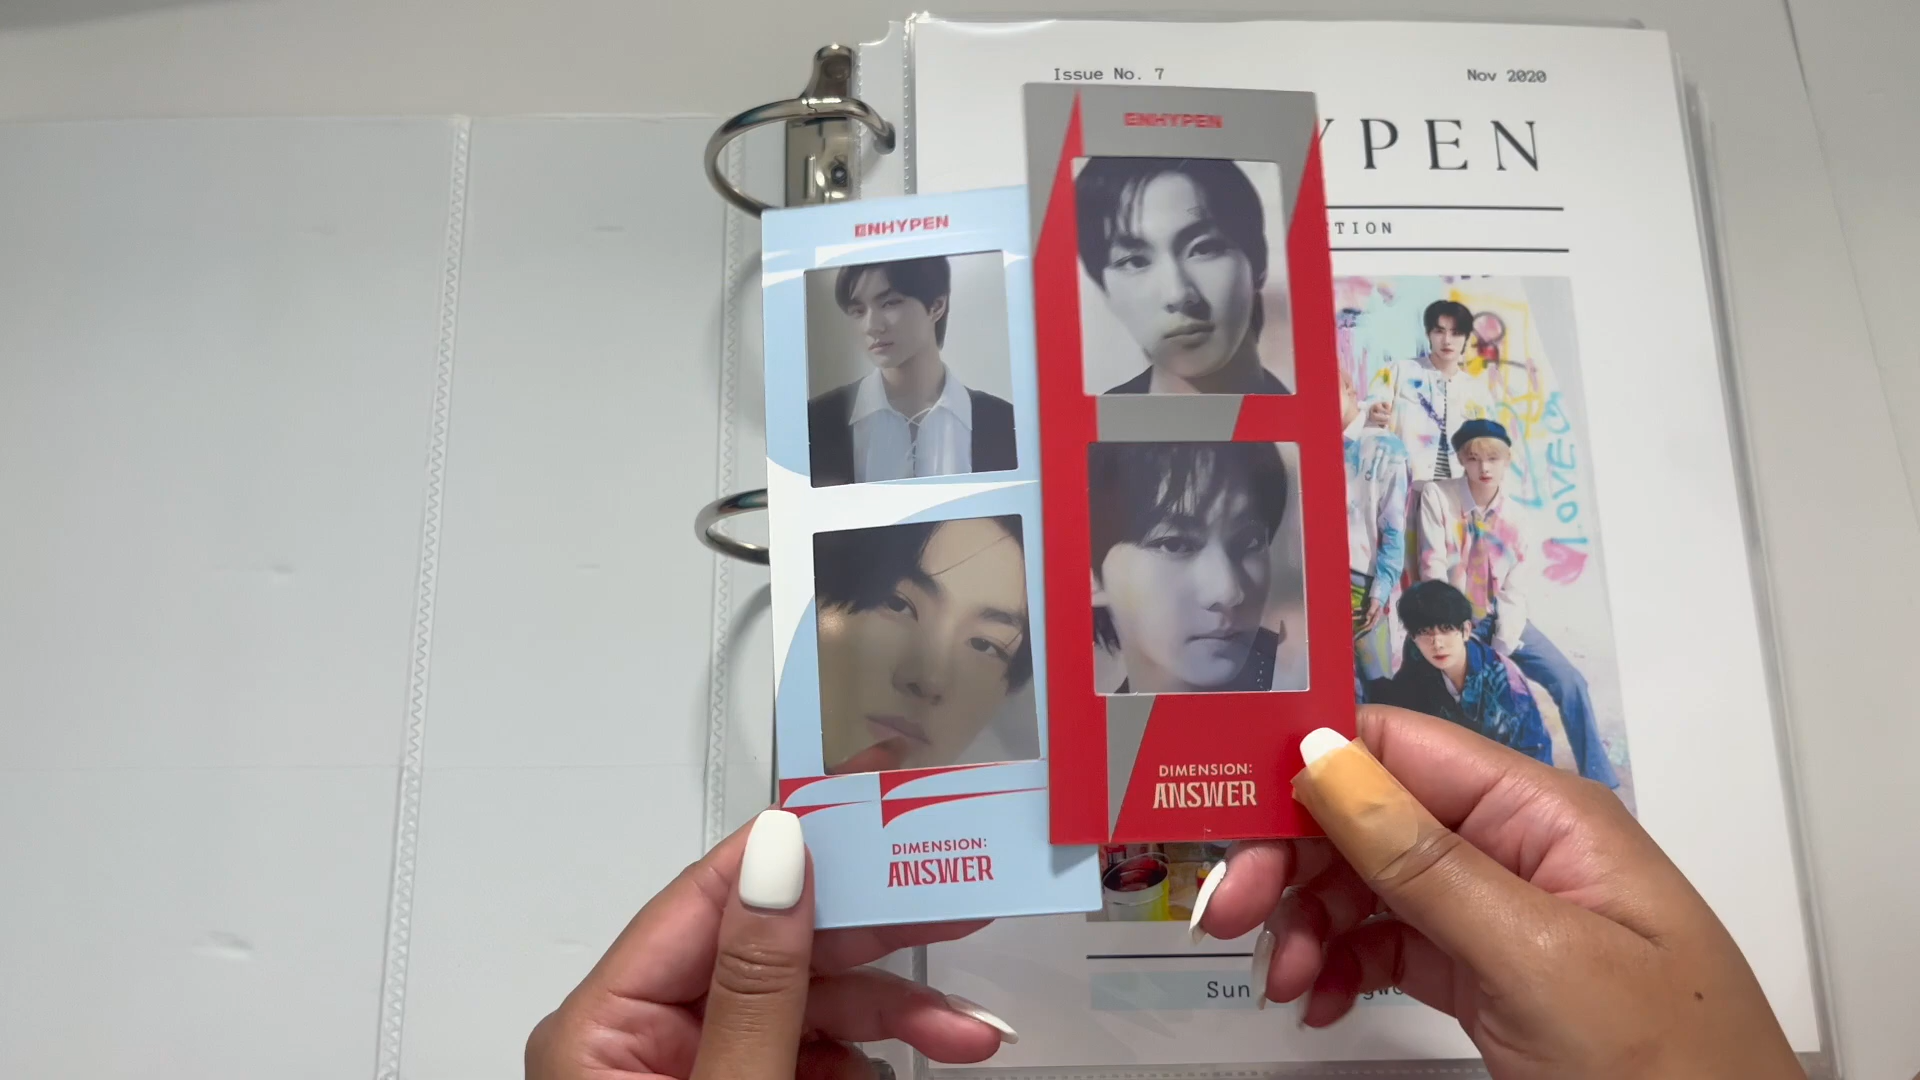 Issue No. 7
Nov 2020
YPEN
TION
ENHYPEN
DIMENSION:
ANSWER
ENHYPEN
DIMENSION:
ANSWER
LOVE
Sun